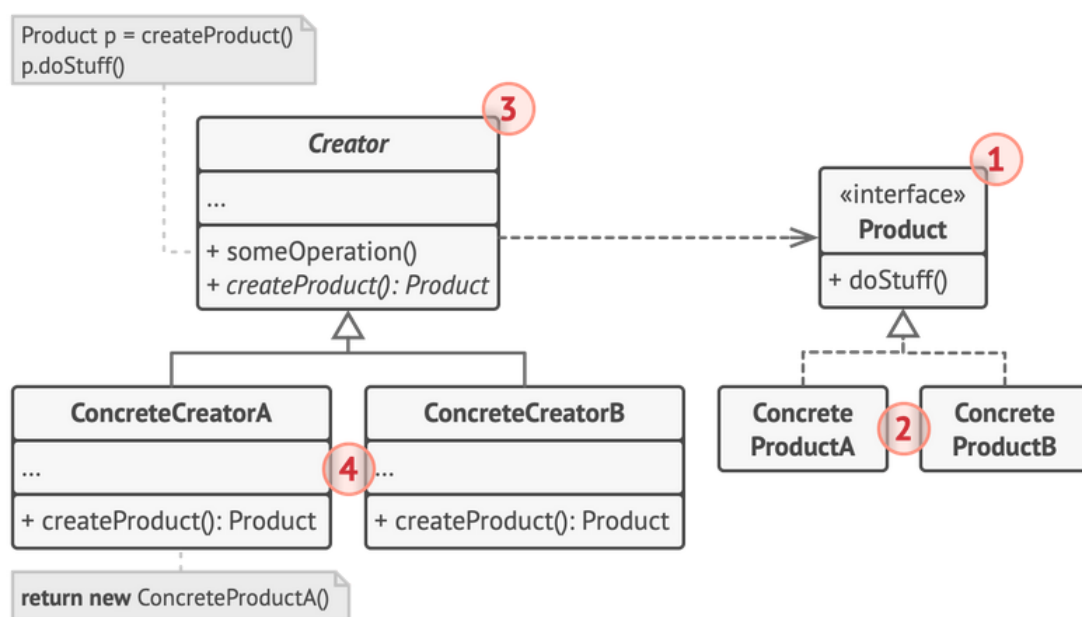 Product p = createProduct()
p.doStuff()
3
Creator
...
+ someOperation()
+ createProduct(): Product
1
«interface»
Product
+ doStuff()
ConcreteCreatorA
...
+ createProduct(): Product
4
ConcreteCreatorB
...
+ createProduct(): Product
Concrete
ProductA
2
Concrete
ProductB
return new ConcreteProductA()